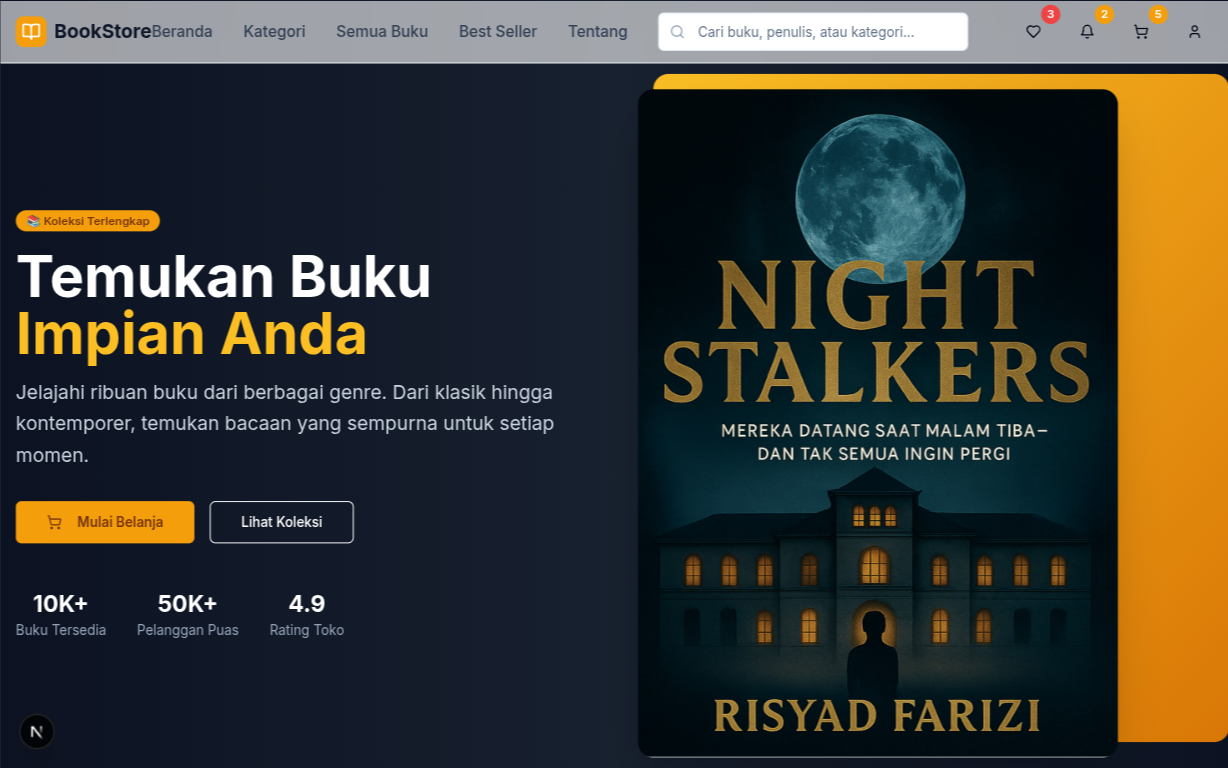 BookStore
Beranda
Kategori
Semua Buku
Best Seller
Tentang
Cari buku, penulis, atau kategori...
3
2
5
📚 Koleksi Terlengkap
Temukan Buku
Impian Anda
Jelajahi ribuan buku dari berbagai genre. Dari klasik hingga
kontemporer, temukan bacaan yang sempurna untuk setiap
momen.
Mulai Belanja
Lihat Koleksi
10K+
Buku Tersedia
50K+
Pelanggan Puas
4.9
Rating Toko
N
NIGHT
STALKERS
MEREKA DATANG SAAT MALAM TIBA–
DAN TAK SEMUA INGIN PERGI
RISYAD FARIZI